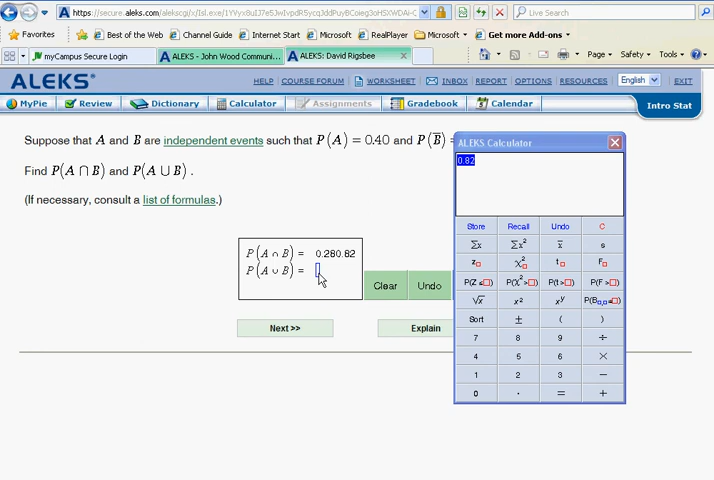 https://secure.aleks.com/alekscgi/x/Isl.exe/
Live Search
Favorites Best of the Web Channel Guide Internet Start Microsoft RealPlayer Microsoft Get more Add-ons
myCampus Secure Login ALEKS - John Wood Communi... ALEKS: David Rigsbee Page Safety Tools
ALEKS HELP COURSE FORUM WORKSHEET INBOX REPORT OPTIONS RESOURCES English EXIT
MyPie Review Dictionary Calculator Assignments Gradebook Calendar Intro Stat
Suppose that A and B are independent events such that P(A) = 0.40 and P(B̅) =
Find P(A ∩ B) and P(A ∪ B) .
(If necessary, consult a list of formulas.)
P(A ∩ B) = 0.280.82
P(A ∪ B) =
Clear Undo
Next >> Explain
ALEKS Calculator
0.82
Store Recall Undo C
Σx Σx² x̅ s
z□ χ²□ t□ F□
P(Z ≤□) P(χ²>□) P(t>□) P(F>□)
√x x² xʸ P(B□,□≤□)
Sort ± ( )
7 8 9 ÷
4 5 6 ×
1 2 3 −
0 . = +